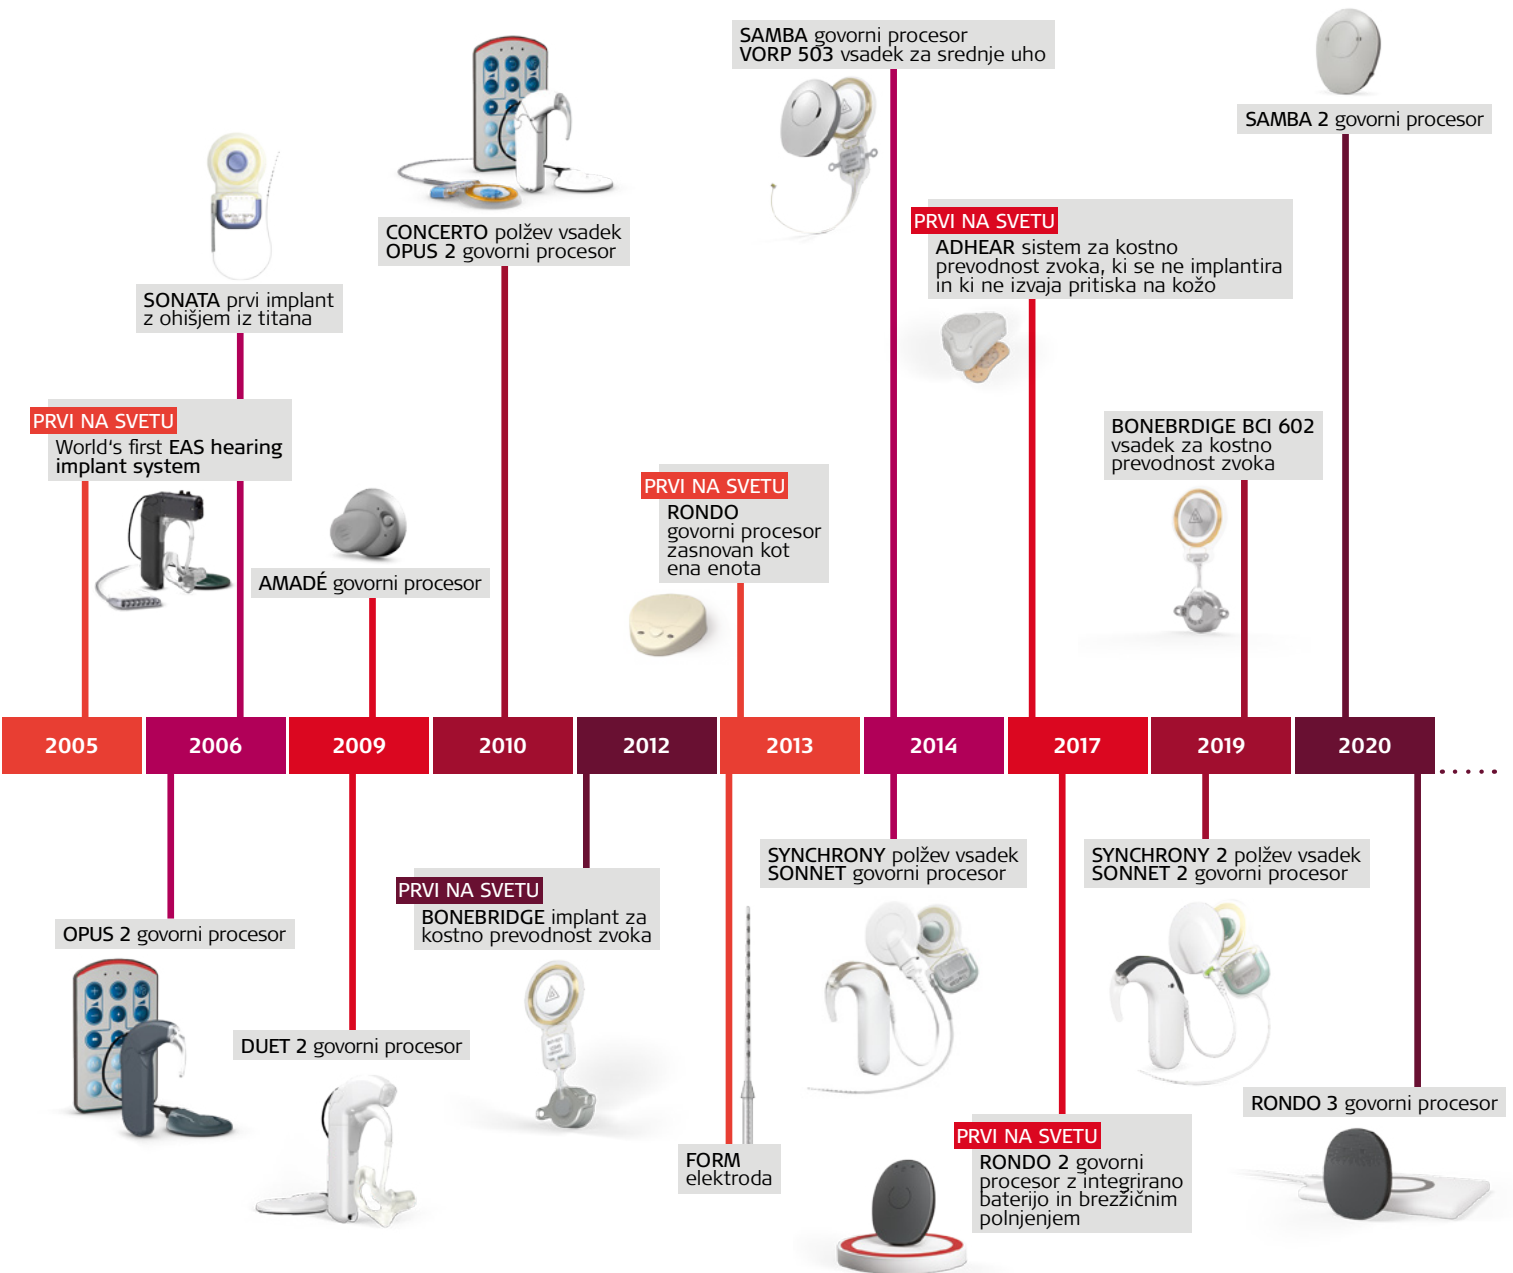 SAMBA govorni procesor
VORP 503 vsadek za srednje uho
SAMBA 2 govorni procesor
CONCERTO polžev vsadek
OPUS 2 govorni procesor
PRVI NA SVETU
ADHEAR sistem za kostno
prevodnost zvoka, ki se ne implantira
in ki ne izvaja pritiska na kožo
SONATA prvi implant
z ohišjem iz titana
PRVI NA SVETU
World's first EAS hearing
implant system
BONEBRDIGE BCI 602
vsadek za kostno
prevodnost zvoka
PRVI NA SVETU
RONDO
govorni procesor
zasnovan kot
ena enota
AMADÉ govorni procesor
2005
2006
2009
2010
2012
2013
2014
2017
2019
2020
SYNCHRONY polžev vsadek
SONNET govorni procesor
SYNCHRONY 2 polžev vsadek
SONNET 2 govorni procesor
PRVI NA SVETU
BONEBRIDGE implant za
kostno prevodnost zvoka
OPUS 2 govorni procesor
DUET 2 govorni procesor
RONDO 3 govorni procesor
FORM
elektroda
PRVI NA SVETU
RONDO 2 govorni
procesor z integrirano
baterijo in brezžičnim
polnjenjem